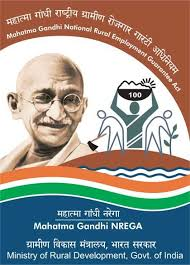 महात्मा गांधी राष्ट्रीय ग्रामीण रोजगार गारंटी अधिनियम
Mahatma Gandhi National Rural Employment Guarantee Act
100
महात्मा गांधी नरेगा
Mahatma Gandhi NREGA
ग्रामीण विकास मंत्रालय, भारत सरकार
Ministry of Rural Development, Govt. of India